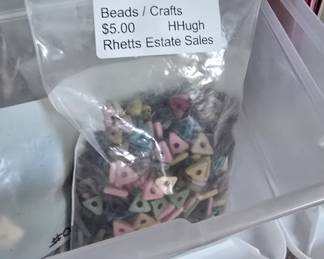 Beads / Crafts
$5.00 HHugh
Rhetts Estate Sales